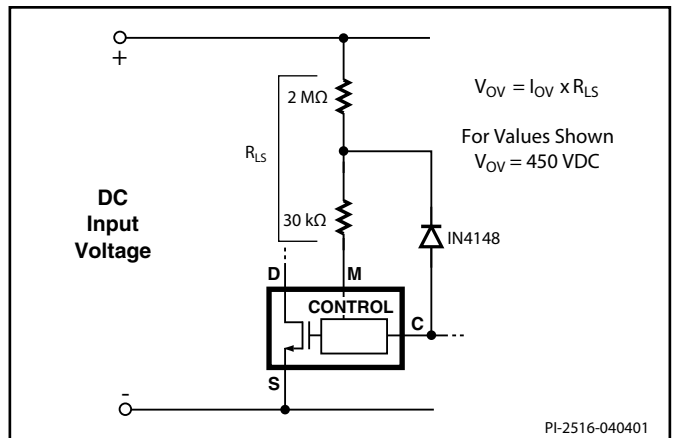 +
2 MΩ
V_OV = I_OV x R_LS
For Values Shown
V_OV = 450 VDC
R_LS
DC
Input
Voltage
30 kΩ
IN4148
D
M
CONTROL
C
S
-
PI-2516-040401